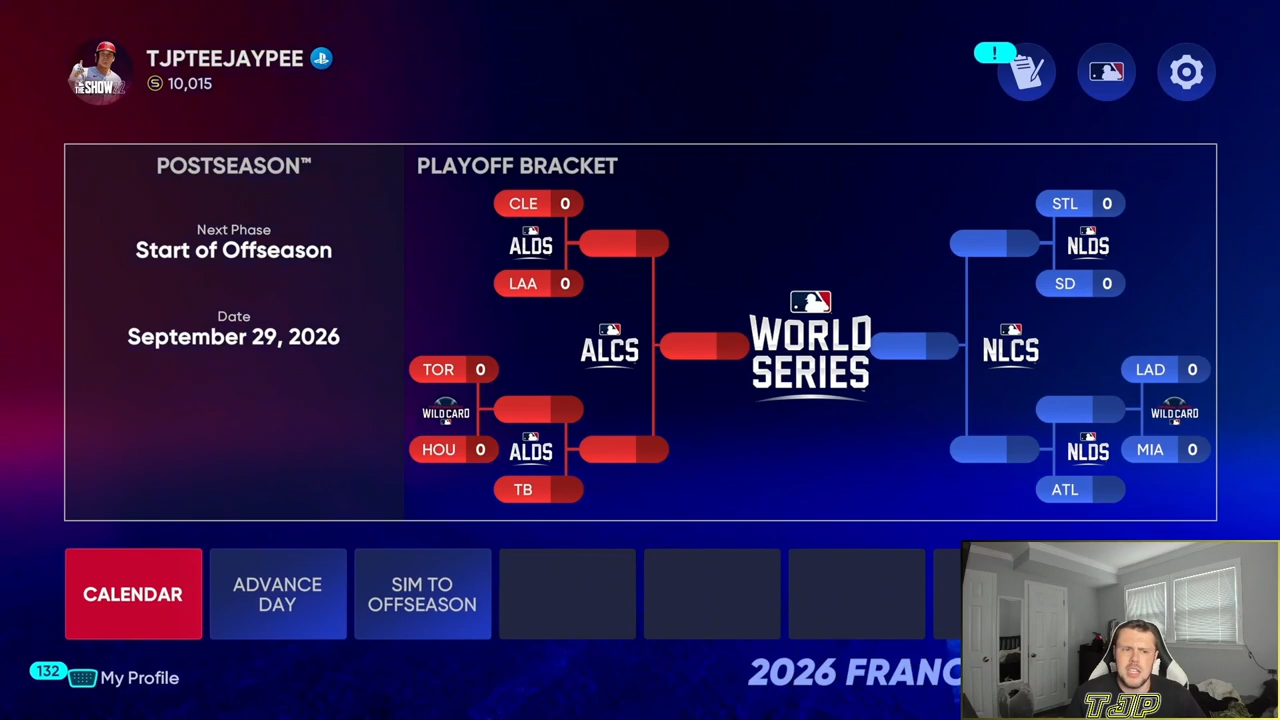 TJPTEEJAYPEE
S 10,015
THE SHOW 22
!
POSTSEASON™
Next Phase
Start of Offseason
Date
September 29, 2026
PLAYOFF BRACKET
CLE 0
ALDS
LAA 0
ALCS
TOR 0
WILD CARD
HOU 0
ALDS
TB
WORLD
SERIES
STL 0
NLDS
SD 0
NLCS
LAD 0
WILD CARD
MIA 0
NLDS
ATL
CALENDAR
ADVANCE
DAY
SIM TO
OFFSEASON
132
My Profile
2026 FRANC
TJP